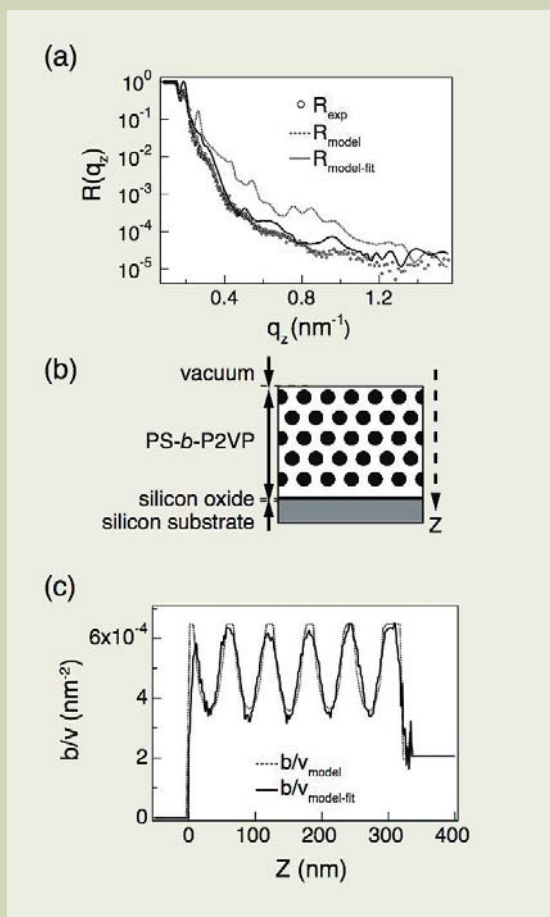 (a)
R(q_z)
10^0
10^-1
10^-2
10^-3
10^-4
10^-5
R_exp
R_model
R_model-fit
0.4 0.8 1.2
q_z (nm^-1)
(b)
vacuum
PS-b-P2VP
silicon oxide
silicon substrate
Z
(c)
b/v (nm^-2)
6x10^-4
4
2
0
b/v_model
b/v_model-fit
0 100 200 300 400
Z (nm)